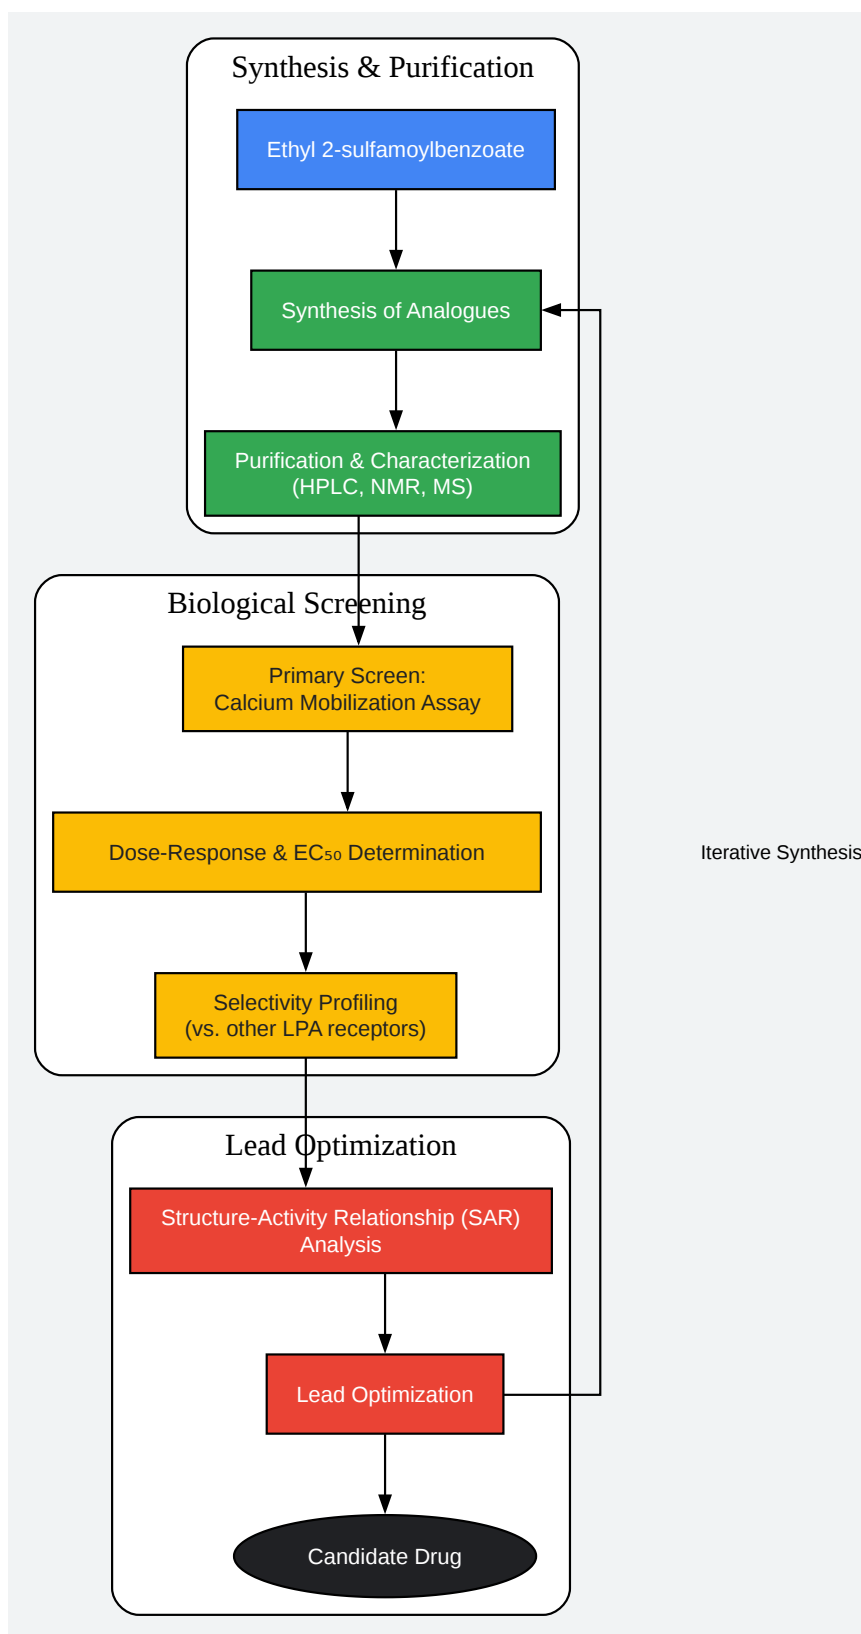 Synthesis & Purification
Ethyl 2-sulfamoylbenzoate
Synthesis of Analogues
Purification & Characterization
(HPLC, NMR, MS)
Biological Screening
Primary Screen:
Calcium Mobilization Assay
Dose-Response & EC₅₀ Determination
Iterative Synthesis
Selectivity Profiling
(vs. other LPA receptors)
Lead Optimization
Structure-Activity Relationship (SAR)
Analysis
Lead Optimization
Candidate Drug